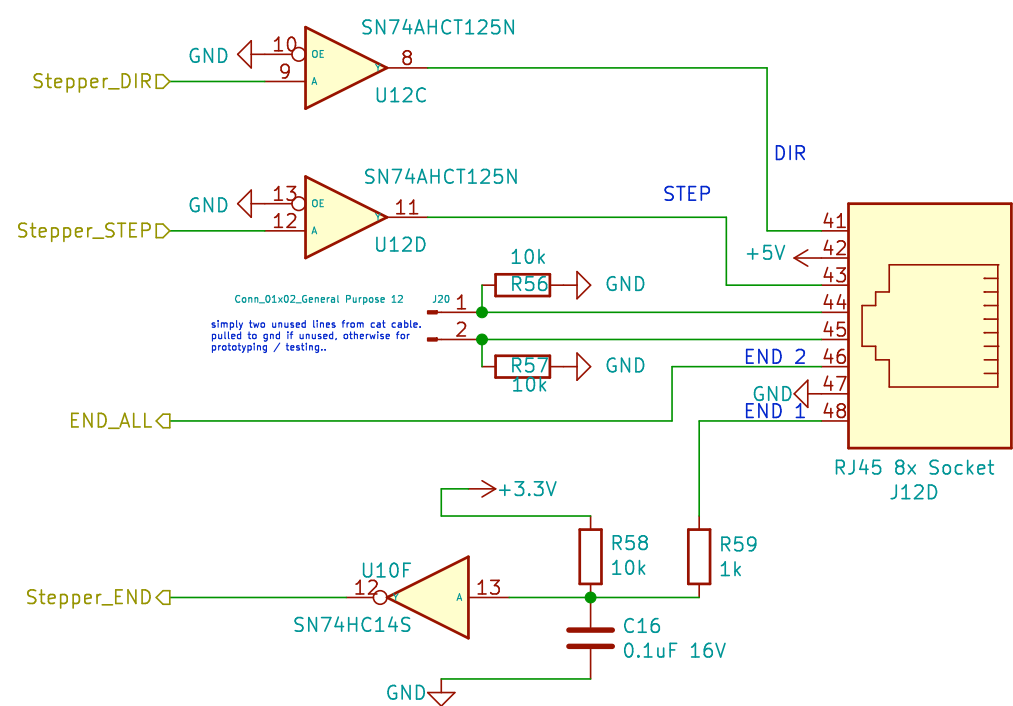 SN74AHCT125N
GND
10
OE
8
Stepper_DIR
9
A
Y
U12C
DIR
SN74AHCT125N
STEP
GND
13
OE
11
Stepper_STEP
12
A
Y
U12D
41
+5V
42
10k
R56
GND
43
Conn_01x02_General Purpose 12
J20
1
44
simply two unused lines from cat cable.
pulled to gnd if unused, otherwise for
prototyping / testing..
2
45
END 2
46
R57
GND
10k
GND
47
END_ALL
END 1
48
RJ45 8x Socket
J12D
+3.3V
R58
10k
R59
1k
U10F
Stepper_END
12
Y
A
13
SN74HC14S
C16
0.1uF 16V
GND